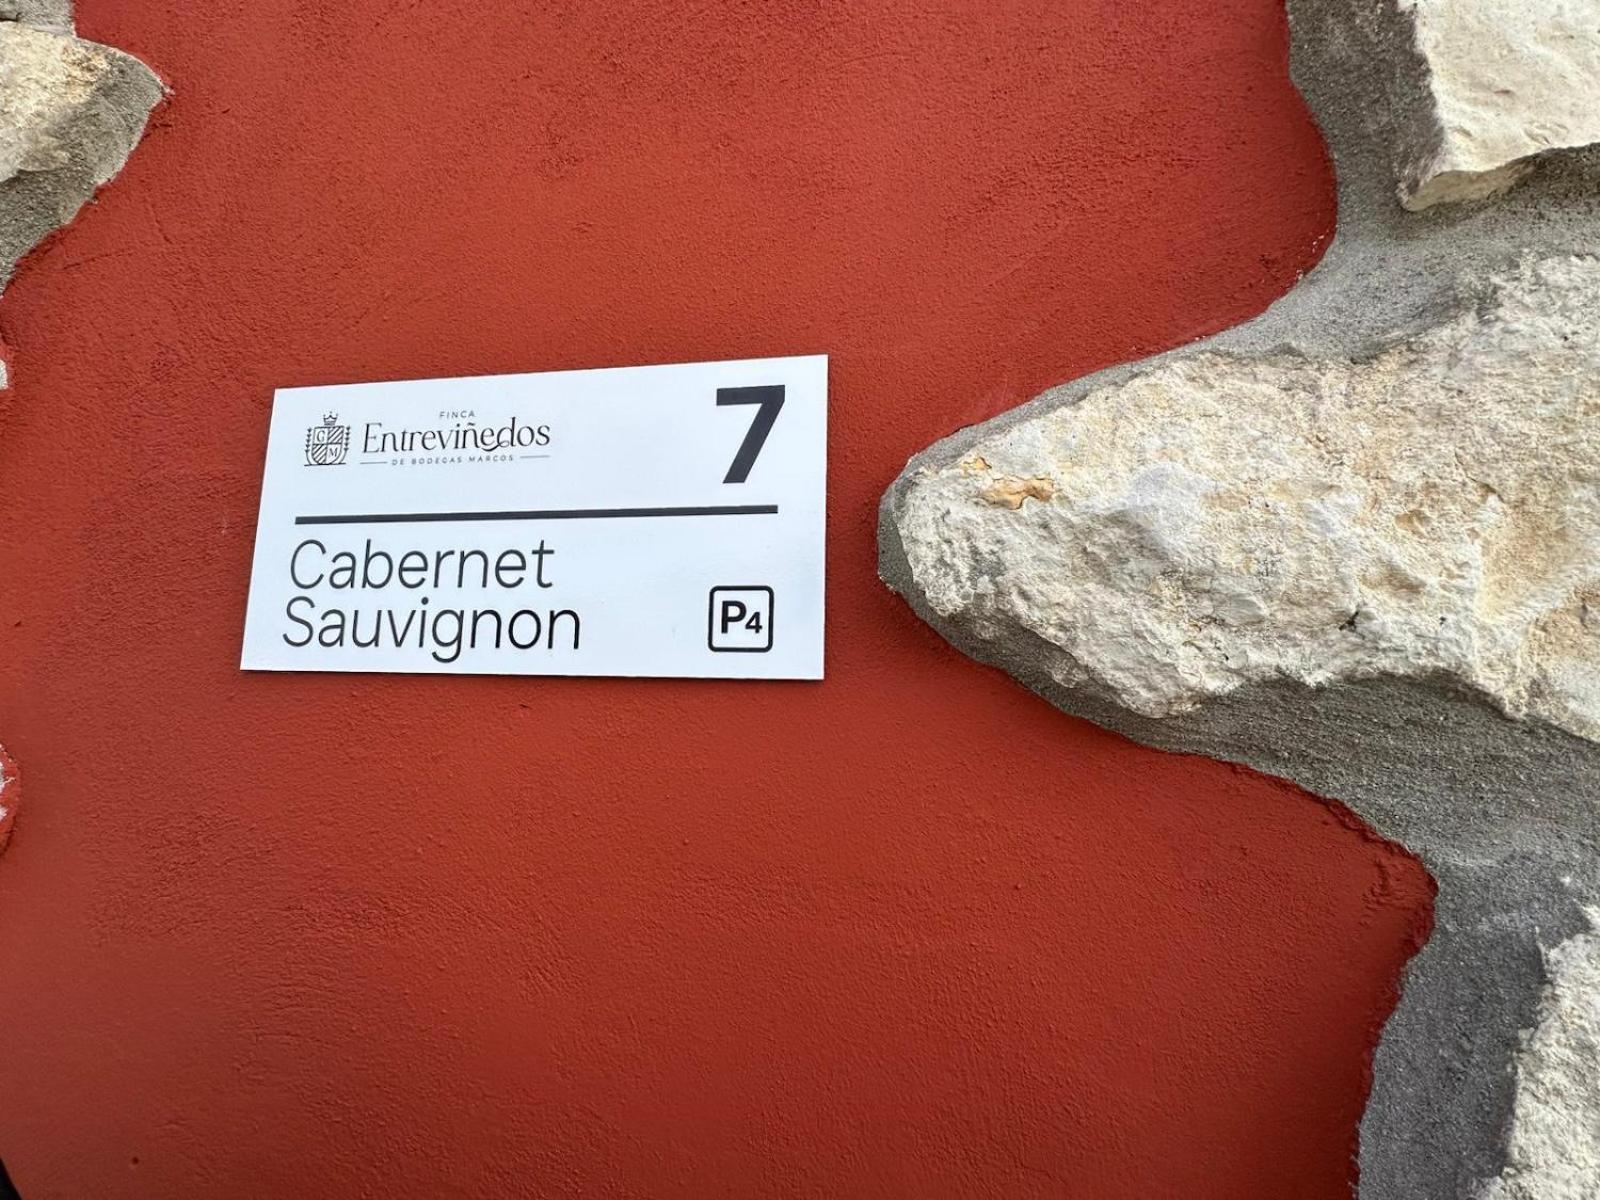 FINCA
Entreviñedos
DE BODEGAS MARCOS
G
M
7
Cabernet
Sauvignon
P4